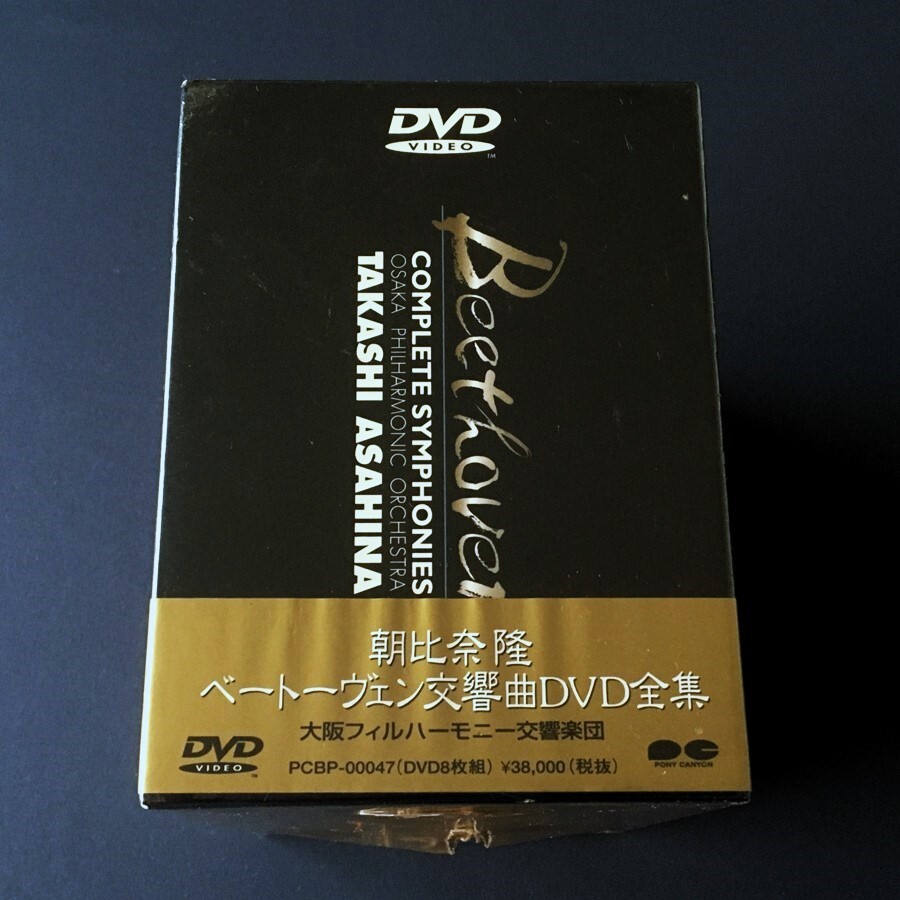 DVD
VIDEO
TM
Beethoven
COMPLETE SYMPHONIES
OSAKA PHILHARMONIC ORCHESTRA
TAKASHI ASAHINA
朝比奈 隆
ベートーヴェン交響曲DVD全集
大阪フィルハーモニー交響楽団
DVD
VIDEO
TM
PCBP-00047(DVD8枚組) ¥38,000(税抜)
PONY CANYON